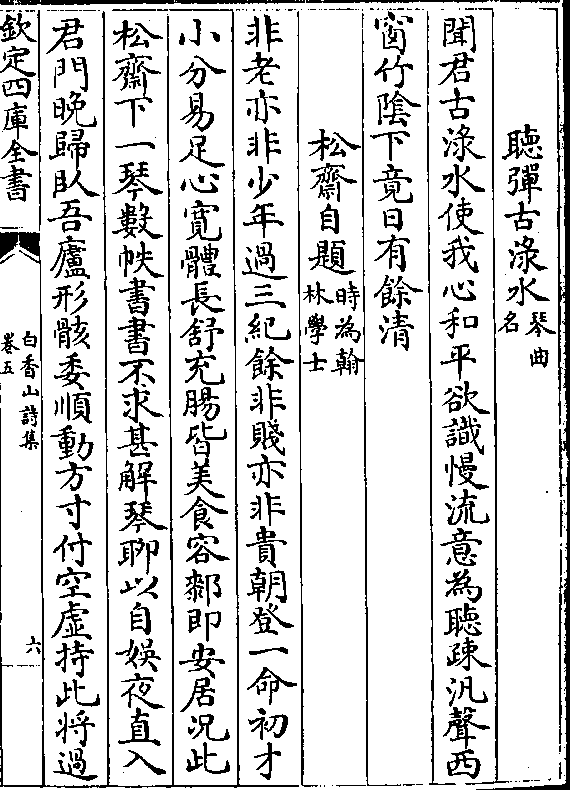 聽彈古淥水琴曲名
聞君古淥水使我心和平欲識慢流意為聽疎汎聲西
窗竹陰下竟日有餘清
松齋自題時為翰林學士
非老亦非少年過三紀餘非賤亦非貴朝登一命初才
小分易足心寛體長舒充腸皆美食容鄰即安居况此
松齋下一琴數帙書書不求甚解琴聊以自娱夜直入
君門晚歸卧吾廬形骸委順動方寸付空虚持此将過
欽定四庫全書
白香山詩集
卷五
六